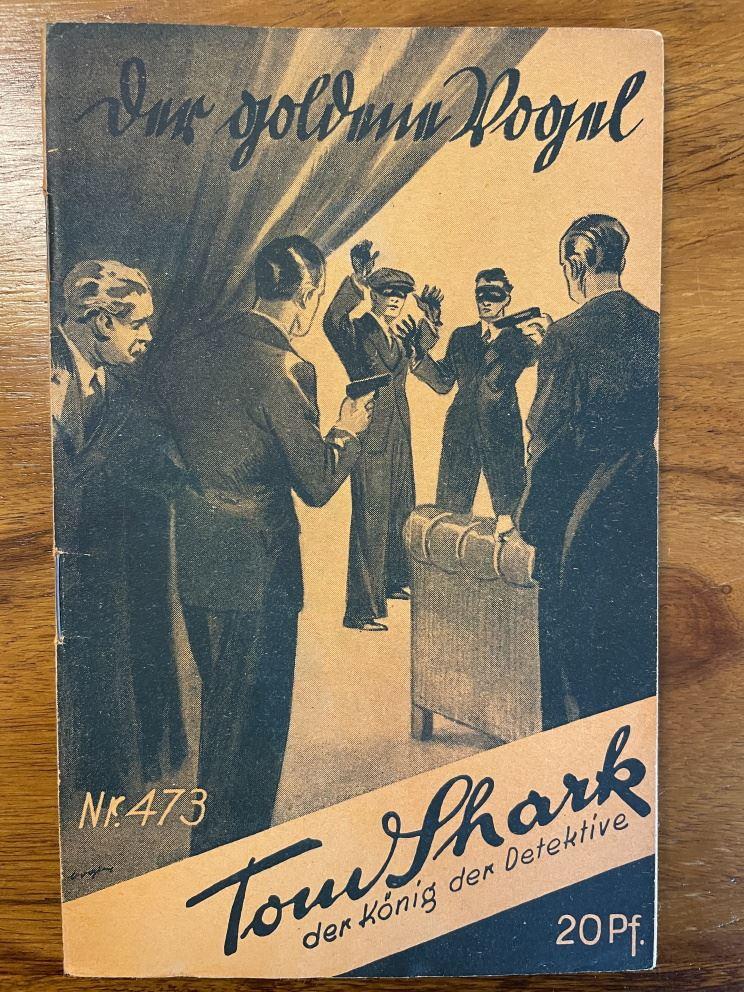 der goldene Vogel
Nr. 473
Tom Shark
der König der Detektive
20 Pf.